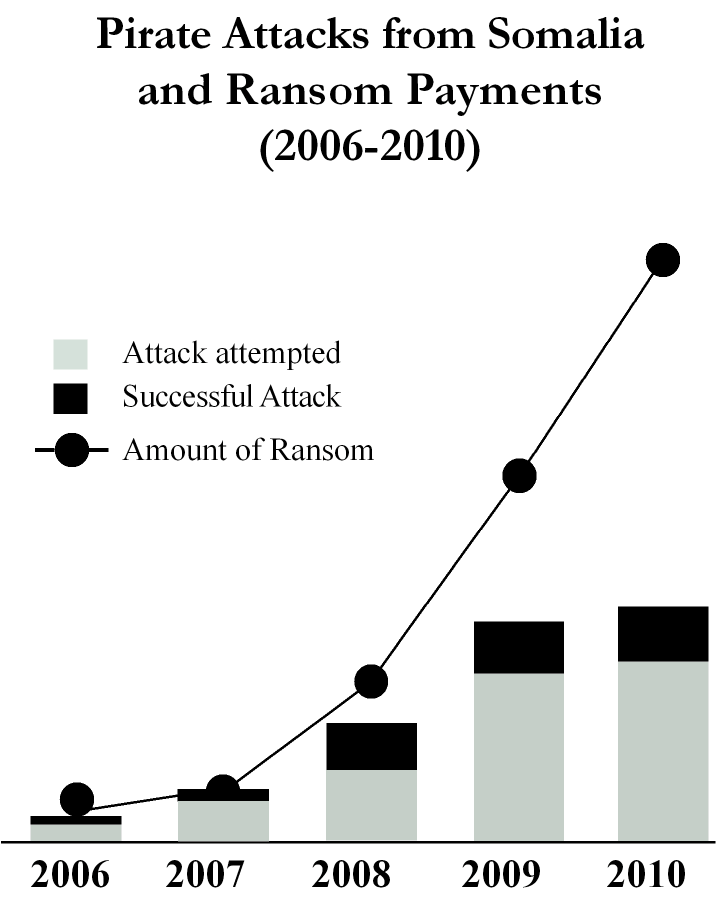 Pirate Attacks from Somalia
and Ransom Payments
(2006-2010)
Attack attempted
Successful Attack
Amount of Ransom
2006 2007 2008 2009 2010